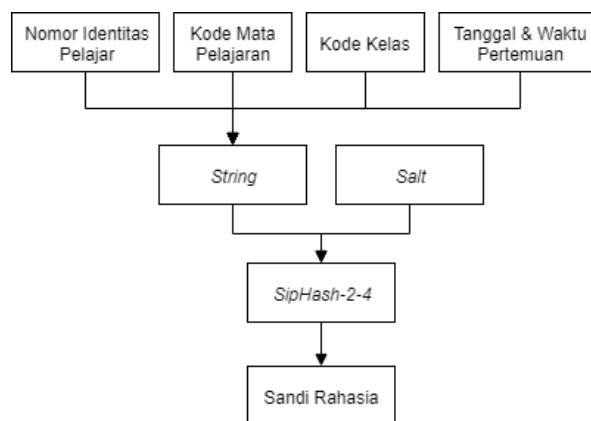 Nomor Identitas
Pelajar
Kode Mata
Pelajaran
Kode Kelas
Tanggal & Waktu
Pertemuan
String
Salt
SipHash-2-4
Sandi Rahasia